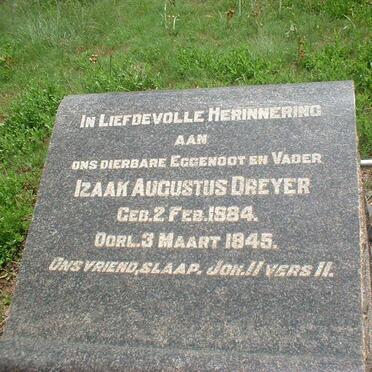 In Liefdevolle Herinnering
aan
ons dierbare Eggenoot en Vader
Izaak Augustus Dreyer
Geb. 2 Feb. 1884.
Oorl. 3 Maart 1945.
Ons vriend, slaap. Joh. 11 vers 11.